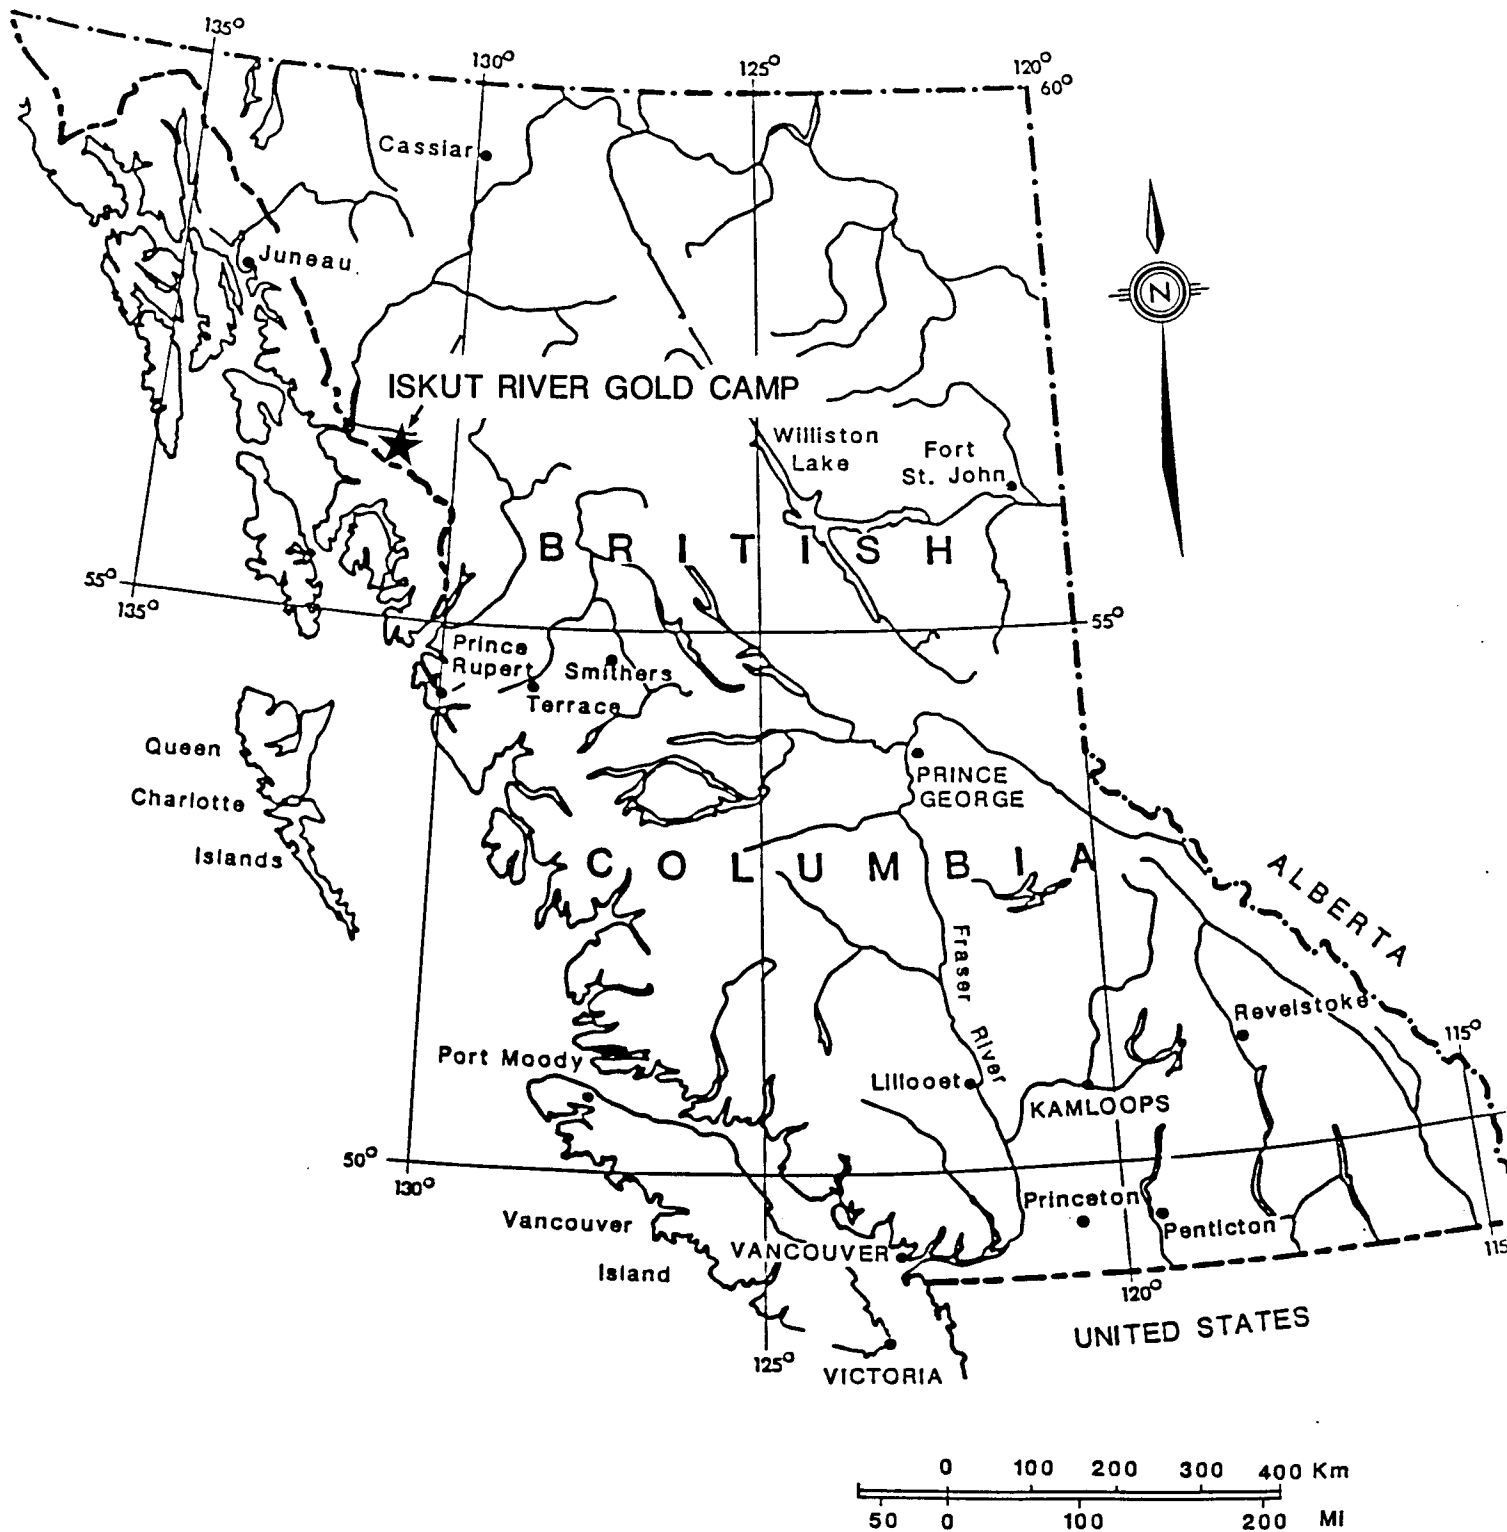 135°
130°
125°
120°
60°
Cassiar
Juneau
N
ISKUT RIVER GOLD CAMP
Williston
Lake
Fort
St. John
BRITISH
55°
135°
55°
Prince
Rupert
Smithers
Terrace
Queen
Charlotte
Islands
PRINCE
GEORGE
COLUMBIA
ALBERTA
Fraser River
Revelstoke
115°
Port Moody
Lillooet
KAMLOOPS
50°
130°
Princeton
Penticton
Vancouver
Island
VANCOUVER
115
120°
UNITED STATES
125°
VICTORIA
0 100 200 300 400 Km
50 0 100 200 MI